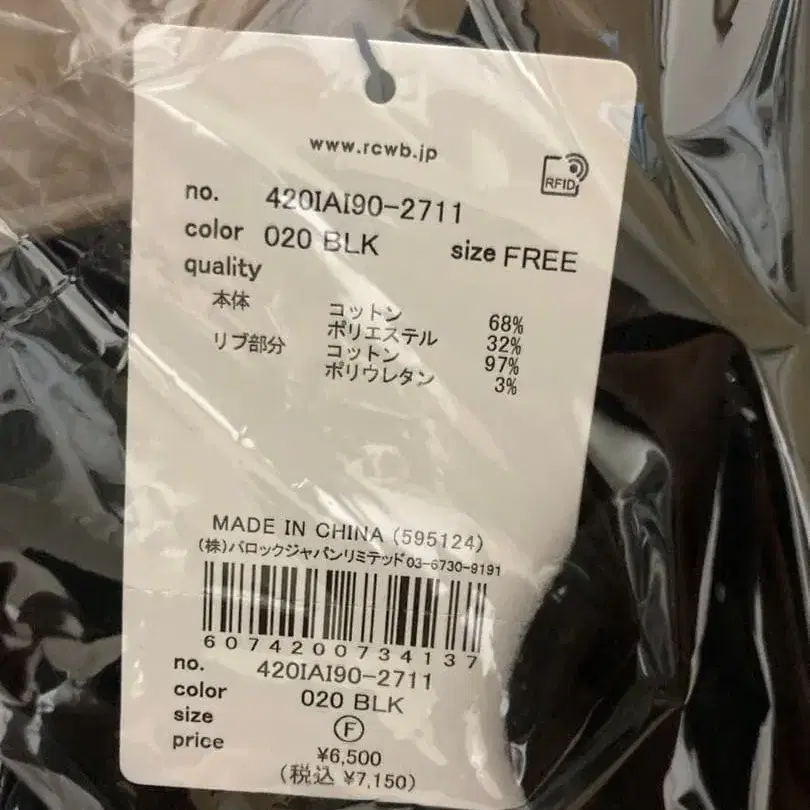 www.rcwb.jp
RFID
no. 420IAI90-2711
color 020 BLK size FREE
quality
本体 コットン 68%
ポリエステル 32%
リブ部分 コットン 97%
ポリウレタン 3%
MADE IN CHINA (595124)
(株)バロックジャパンリミテッド03-6730-9191
6074200734137
no. 420IAI90-2711
color 020 BLK
size Ⓕ
price ¥6,500
(税込 ¥7,150)